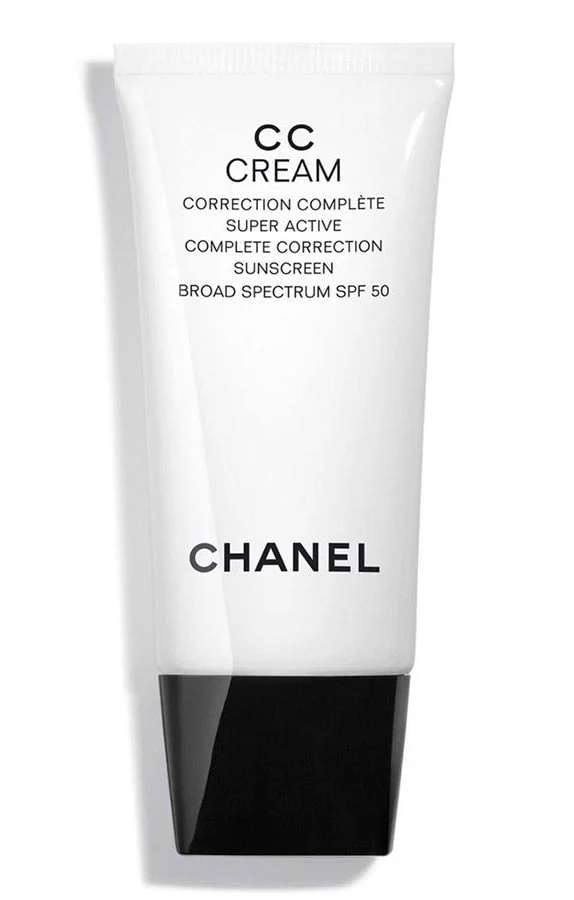 CC
CREAM
CORRECTION COMPLÈTE
SUPER ACTIVE
COMPLETE CORRECTION
SUNSCREEN
BROAD SPECTRUM SPF 50
CHANEL